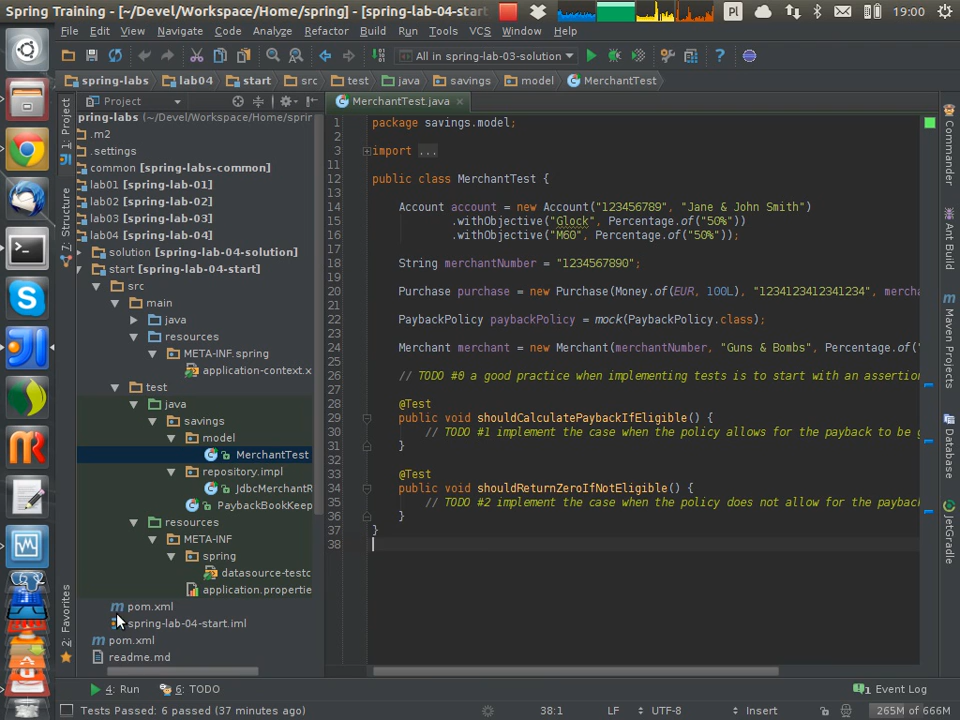 Spring Training - [~/Devel/Workspace/Home/spring] - [spring-lab-04-start
Pl
19:00
File Edit View Navigate Code Analyze Refactor Build Run Tools VCS Window Help
All in spring-lab-03-solution
spring-labs lab04 start src test java savings model MerchantTest
Project
MerchantTest.java
1: Project
7: Structure
2: Favorites
spring-labs (~/Devel/Workspace/Home/sprin
.m2
.settings
common [spring-labs-common]
lab01 [spring-lab-01]
lab02 [spring-lab-02]
lab03 [spring-lab-03]
lab04 [spring-lab-04]
solution [spring-lab-04-solution]
start [spring-lab-04-start]
src
main
java
resources
META-INF.spring
application-context.x
test
java
savings
model
MerchantTest
repository.impl
JdbcMerchantR
PaybackBookKeep
resources
META-INF
spring
datasource-testc
application.propertie
pom.xml
spring-lab-04-start.iml
pom.xml
readme.md
1 package savings.model;
2
3 import ...
11
12 public class MerchantTest {
13
14 Account account = new Account("123456789", "Jane & John Smith")
15 .withObjective("Glock", Percentage.of("50%"))
16 .withObjective("M60", Percentage.of("50%"));
17
18 String merchantNumber = "1234567890";
19
20 Purchase purchase = new Purchase(Money.of(EUR, 100L), "1234123412341234", mercha
21
22 PaybackPolicy paybackPolicy = mock(PaybackPolicy.class);
23
24 Merchant merchant = new Merchant(merchantNumber, "Guns & Bombs", Percentage.of("
25
26 // TODO #0 a good practice when implementing tests is to start with an assertion
27
28 @Test
29 public void shouldCalculatePaybackIfEligible() {
30 // TODO #1 implement the case when the policy allows for the payback to be g
31 }
32
33 @Test
34 public void shouldReturnZeroIfNotEligible() {
35 // TODO #2 implement the case when the policy does not allow for the payback
36 }
37 }
38
Commander
Ant Build
Maven Projects
Database
JetGradle
4: Run 6: TODO
1 Event Log
Tests Passed: 6 passed (37 minutes ago)
38:1 LF UTF-8 Insert 265M of 666M